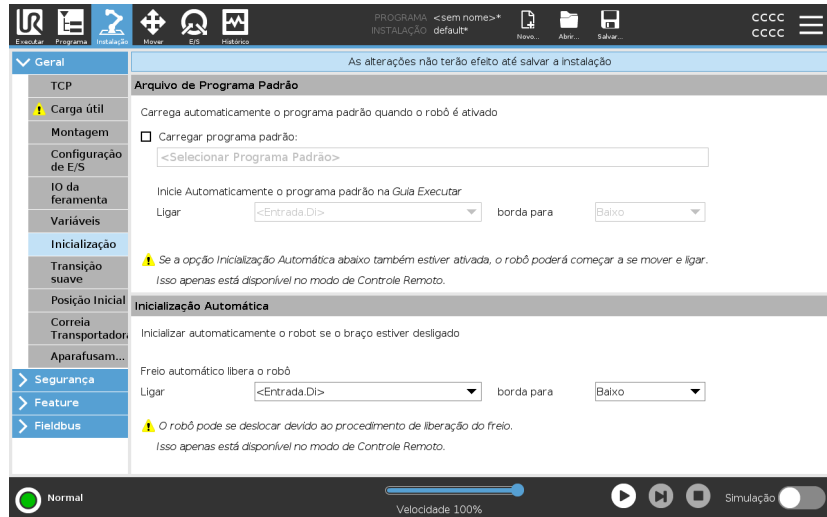 PROGRAMA <sem nome>*
INSTALAÇÃO default*
CCCC
CCCC
Executar Programa Instalação Mover E/S Histórico Novo... Abrir... Salvar...
Geral
As alterações não terão efeito até salvar a instalação
TCP
Carga útil
Montagem
Configuração
de E/S
IO da
feramenta
Variáveis
Inicialização
Transição
suave
Posição Inicial
Correia
Transportadora
Aparafusam...
Segurança
Feature
Fieldbus
Arquivo de Programa Padrão
Carrega automaticamente o programa padrão quando o robô é ativado
Carregar programa padrão:
<Selecionar Programa Padrão>
Inicie Automaticamente o programa padrão na Guia Executar
Ligar <Entrada.Di> borda para Baixo
Se a opção Inicialização Automática abaixo também estiver ativada, o robô poderá começar a se mover e ligar.
Isso apenas está disponível no modo de Controle Remoto.
Inicialização Automática
Inicializar automaticamente o robot se o braço estiver desligado
Freio automático libera o robô
Ligar <Entrada.Di> borda para Baixo
O robô pode se deslocar devido ao procedimento de liberação do freio.
Isso apenas está disponível no modo de Controle Remoto.
Normal
Velocidade 100%
Simulação